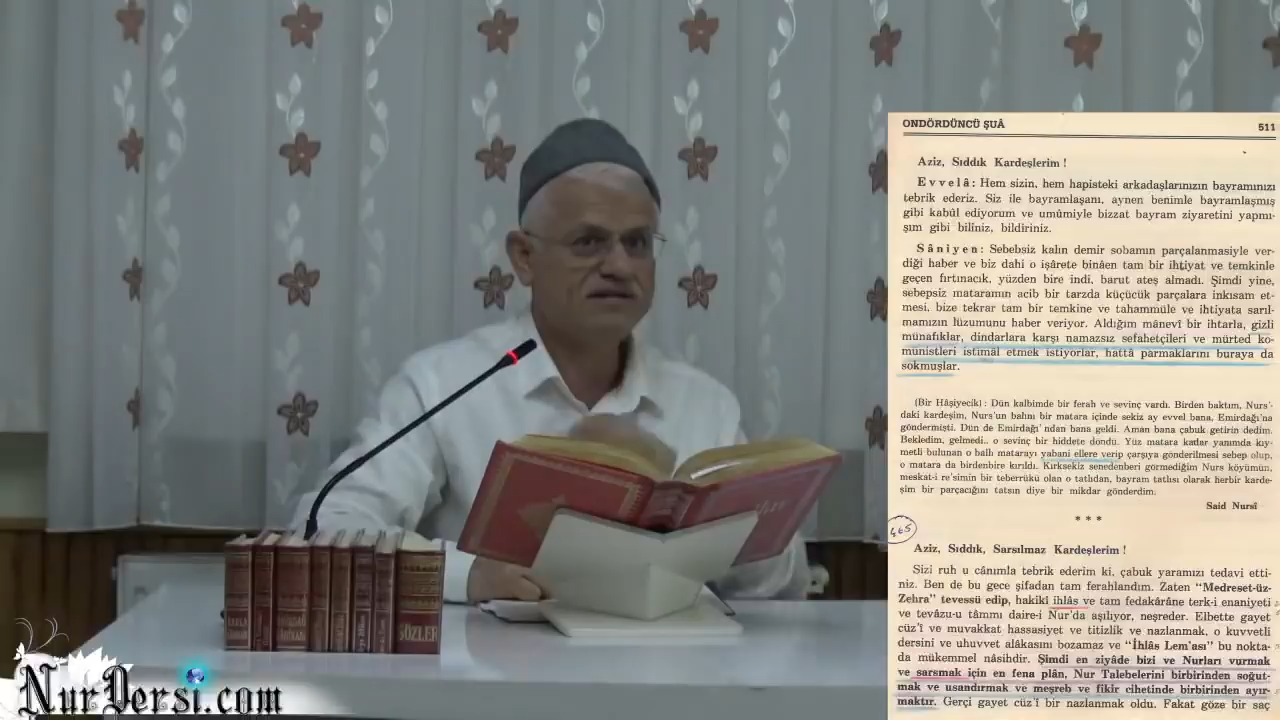 ONDÖRDÜNCÜ ŞUÂ 511
Aziz, Sıddık Kardeşlerim !
Evvelâ: Hem sizin, hem hapisteki arkadaşlarınızın bayramınızı
tebrik ederiz. Siz ile bayramlaşanı, aynen benimle bayramlaşmış
gibi kabûl ediyorum ve umûmiyle bizzat bayram ziyaretini yapmı-
şım gibi biliniz, bildiriniz.
Sâniyen: Sebebsiz kalın demir sobamın parçalanmasiyle ver-
diği haber ve biz dahi o işârete binâen tam bir ihtiyat ve temkinle
geçen fırtınacık, yüzden bire indi, barut ateş almadı. Şimdi yine,
sebepsiz mataramın acib bir tarzda küçücük parçalara inkısam et-
mesi, bize tekrar tam bir temkine ve tahammüle ve ihtiyata sarıl-
mamızın lüzumunu haber veriyor. Aldığım mânevî bir ihtarla, gizli
münafıklar, dindarlara karşı namazsız sefahetçileri ve mürted ko-
münistleri istimâl etmek istiyorlar, hattâ parmaklarını buraya da
sokmuşlar.
(Bir Hâşiyecik) : Dün kalbimde bir ferah ve sevinç vardı. Birden baktım, Nurs'-
daki kardeşim, Nurs'un balını bir matara içinde sekiz ay evvel bana, Emirdağı'na
göndermişti. Dün de Emirdağı'ndan bana geldi. Aman bana çabuk getirin dedim.
Bekledim, gelmedi.. o sevinç bir hiddete döndü. Yüz matara kadar yanımda kıy-
metli bulunan o ballı matarayı yabani ellere verip çarşıya gönderilmesi sebep olup,
o matara da birdenbire kırıldı. Kırksekiz senedenberi görmediğim Nurs köyümün,
meskat-i re'simin bir teberrükü olan o tatlıdan, bayram tatlısı olarak herbir karde-
şim bir parçacığını tatsın diye bir mikdar gönderdim.
Said Nursî
* * *
465
Aziz, Sıddık, Sarsılmaz Kardeşlerim !
Sizi ruh u cânımla tebrik ederim ki, çabuk yaramızı tedavi etti-
niz. Ben de bu gece şifadan tam ferahlandım. Zaten "Medreset-üz-
Zehra" tevessü edip, hakikî ihlâs ve tam fedakârâne terk-i enaniyeti
ve tevâzu-u tâmmı daire-i Nur'da aşılıyor, neşreder. Elbette gayet
cüz'î ve muvakkat hassasiyet ve titizlik ve nazlanmak, o kuvvetli
dersini ve uhuvvet alâkasını bozamaz ve "İhlâs Lem'ası" bu nokta-
da mükemmel nâsihdir. Şimdi en ziyâde bizi ve Nurları vurmak
ve sarsmak için en fena plân, Nur Talebelerini birbirinden soğut-
mak ve usandırmak ve meşreb ve fikir cihetinde birbirinden ayır-
maktır. Gerçi gayet cüz'î bir nazlanmak oldu. Fakat göze bir saç
SÖZLER
NurDersi.com